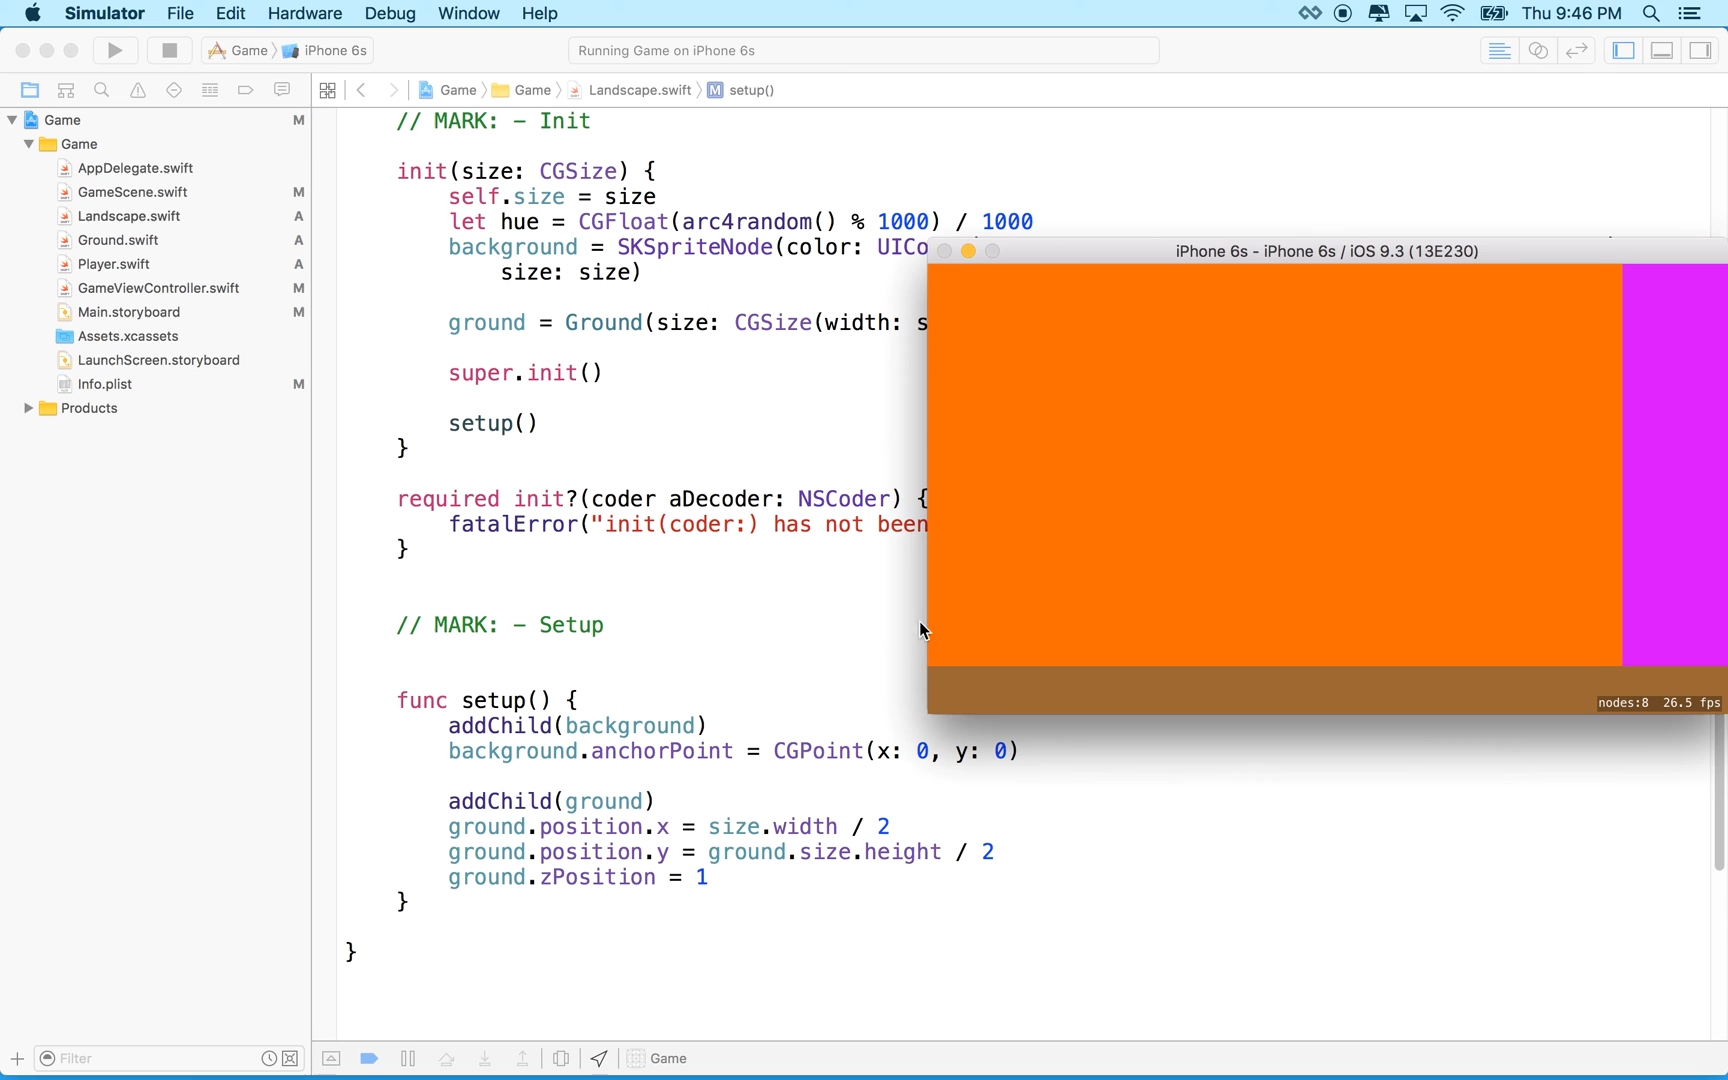 Simulator File Edit Hardware Debug Window Help Thu 9:46 PM
Game iPhone 6s Running Game on iPhone 6s
Game Game Landscape.swift M setup()
Game M
Game
AppDelegate.swift
GameScene.swift M
Landscape.swift A
Ground.swift A
Player.swift A
GameViewController.swift M
Main.storyboard M
Assets.xcassets
LaunchScreen.storyboard
Info.plist M
Products
// MARK: - Init
init(size: CGSize) {
self.size = size
let hue = CGFloat(arc4random() % 1000) / 1000
background = SKSpriteNode(color: UICo
size: size)
ground = Ground(size: CGSize(width: s
super.init()
setup()
}
required init?(coder aDecoder: NSCoder) {
fatalError("init(coder:) has not been
}
// MARK: - Setup
func setup() {
addChild(background)
background.anchorPoint = CGPoint(x: 0, y: 0)
addChild(ground)
ground.position.x = size.width / 2
ground.position.y = ground.size.height / 2
ground.zPosition = 1
}
}
iPhone 6s - iPhone 6s / iOS 9.3 (13E230)
nodes:8 26.5 fps
Filter
Game